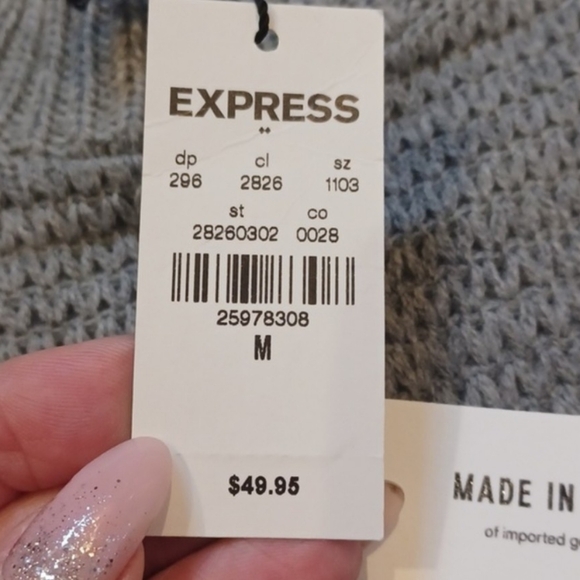 EXPRESS
dp cl sz
296 2826 1103
st co
28260302 0028
25978308
M
$49.95
MADE IN
of imported